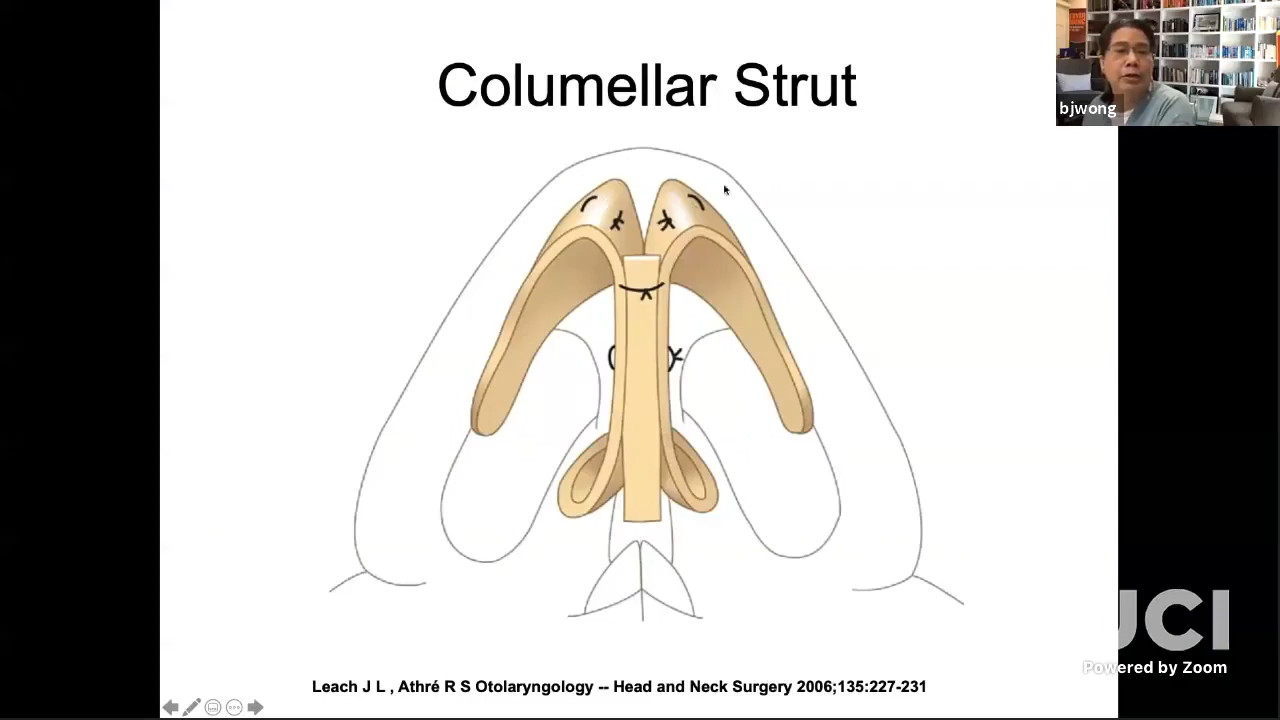 Columellar Strut
bjwong
Leach J L , Athré R S Otolaryngology -- Head and Neck Surgery 2006;135:227-231
UCI
Powered by Zoom